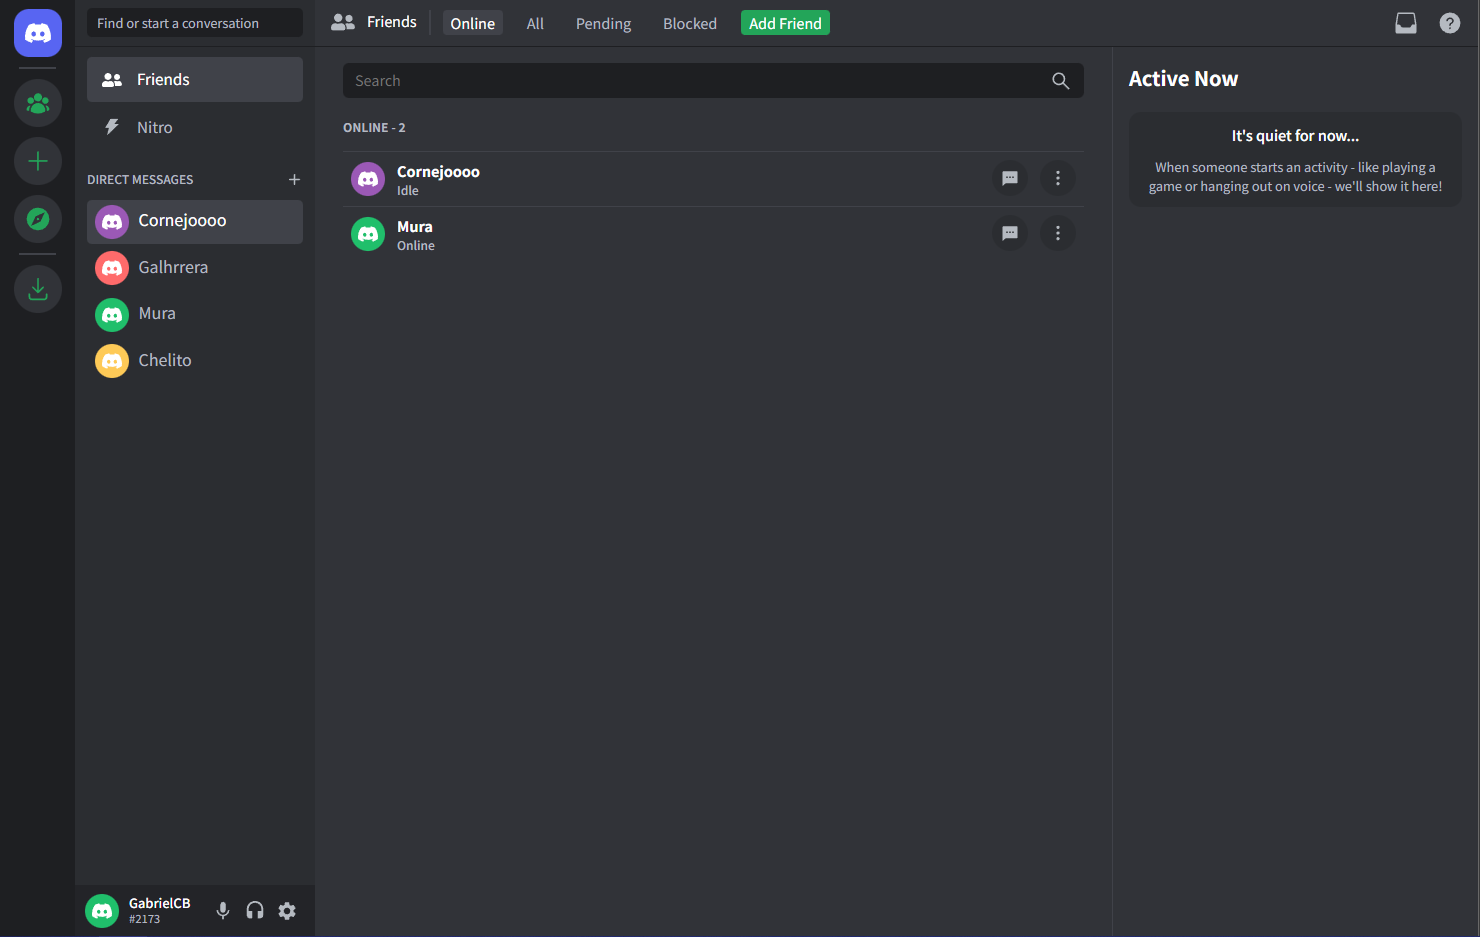 Find or start a conversation
Friends
Nitro
DIRECT MESSAGES
Cornejoooo
Galhrrera
Mura
Chelito
GabrielCB
#2173
Friends
Online
All
Pending
Blocked
Add Friend
Search
ONLINE - 2
Cornejoooo
Idle
Mura
Online
Active Now
It's quiet for now...
When someone starts an activity - like playing a
game or hanging out on voice - we'll show it here!